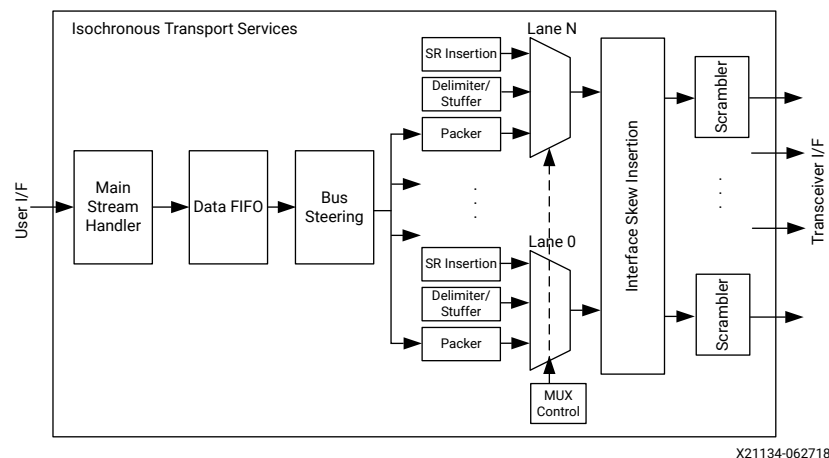 Isochronous Transport Services
Lane N
SR Insertion
Delimiter/
Stuffer
Packer
User I/F
Main
Stream
Handler
Data FIFO
Bus
Steering
. . .
Lane 0
SR Insertion
Delimiter/
Stuffer
Packer
MUX
Control
Interface Skew Insertion
Scrambler
. . .
Scrambler
Transceiver I/F
X21134-062718